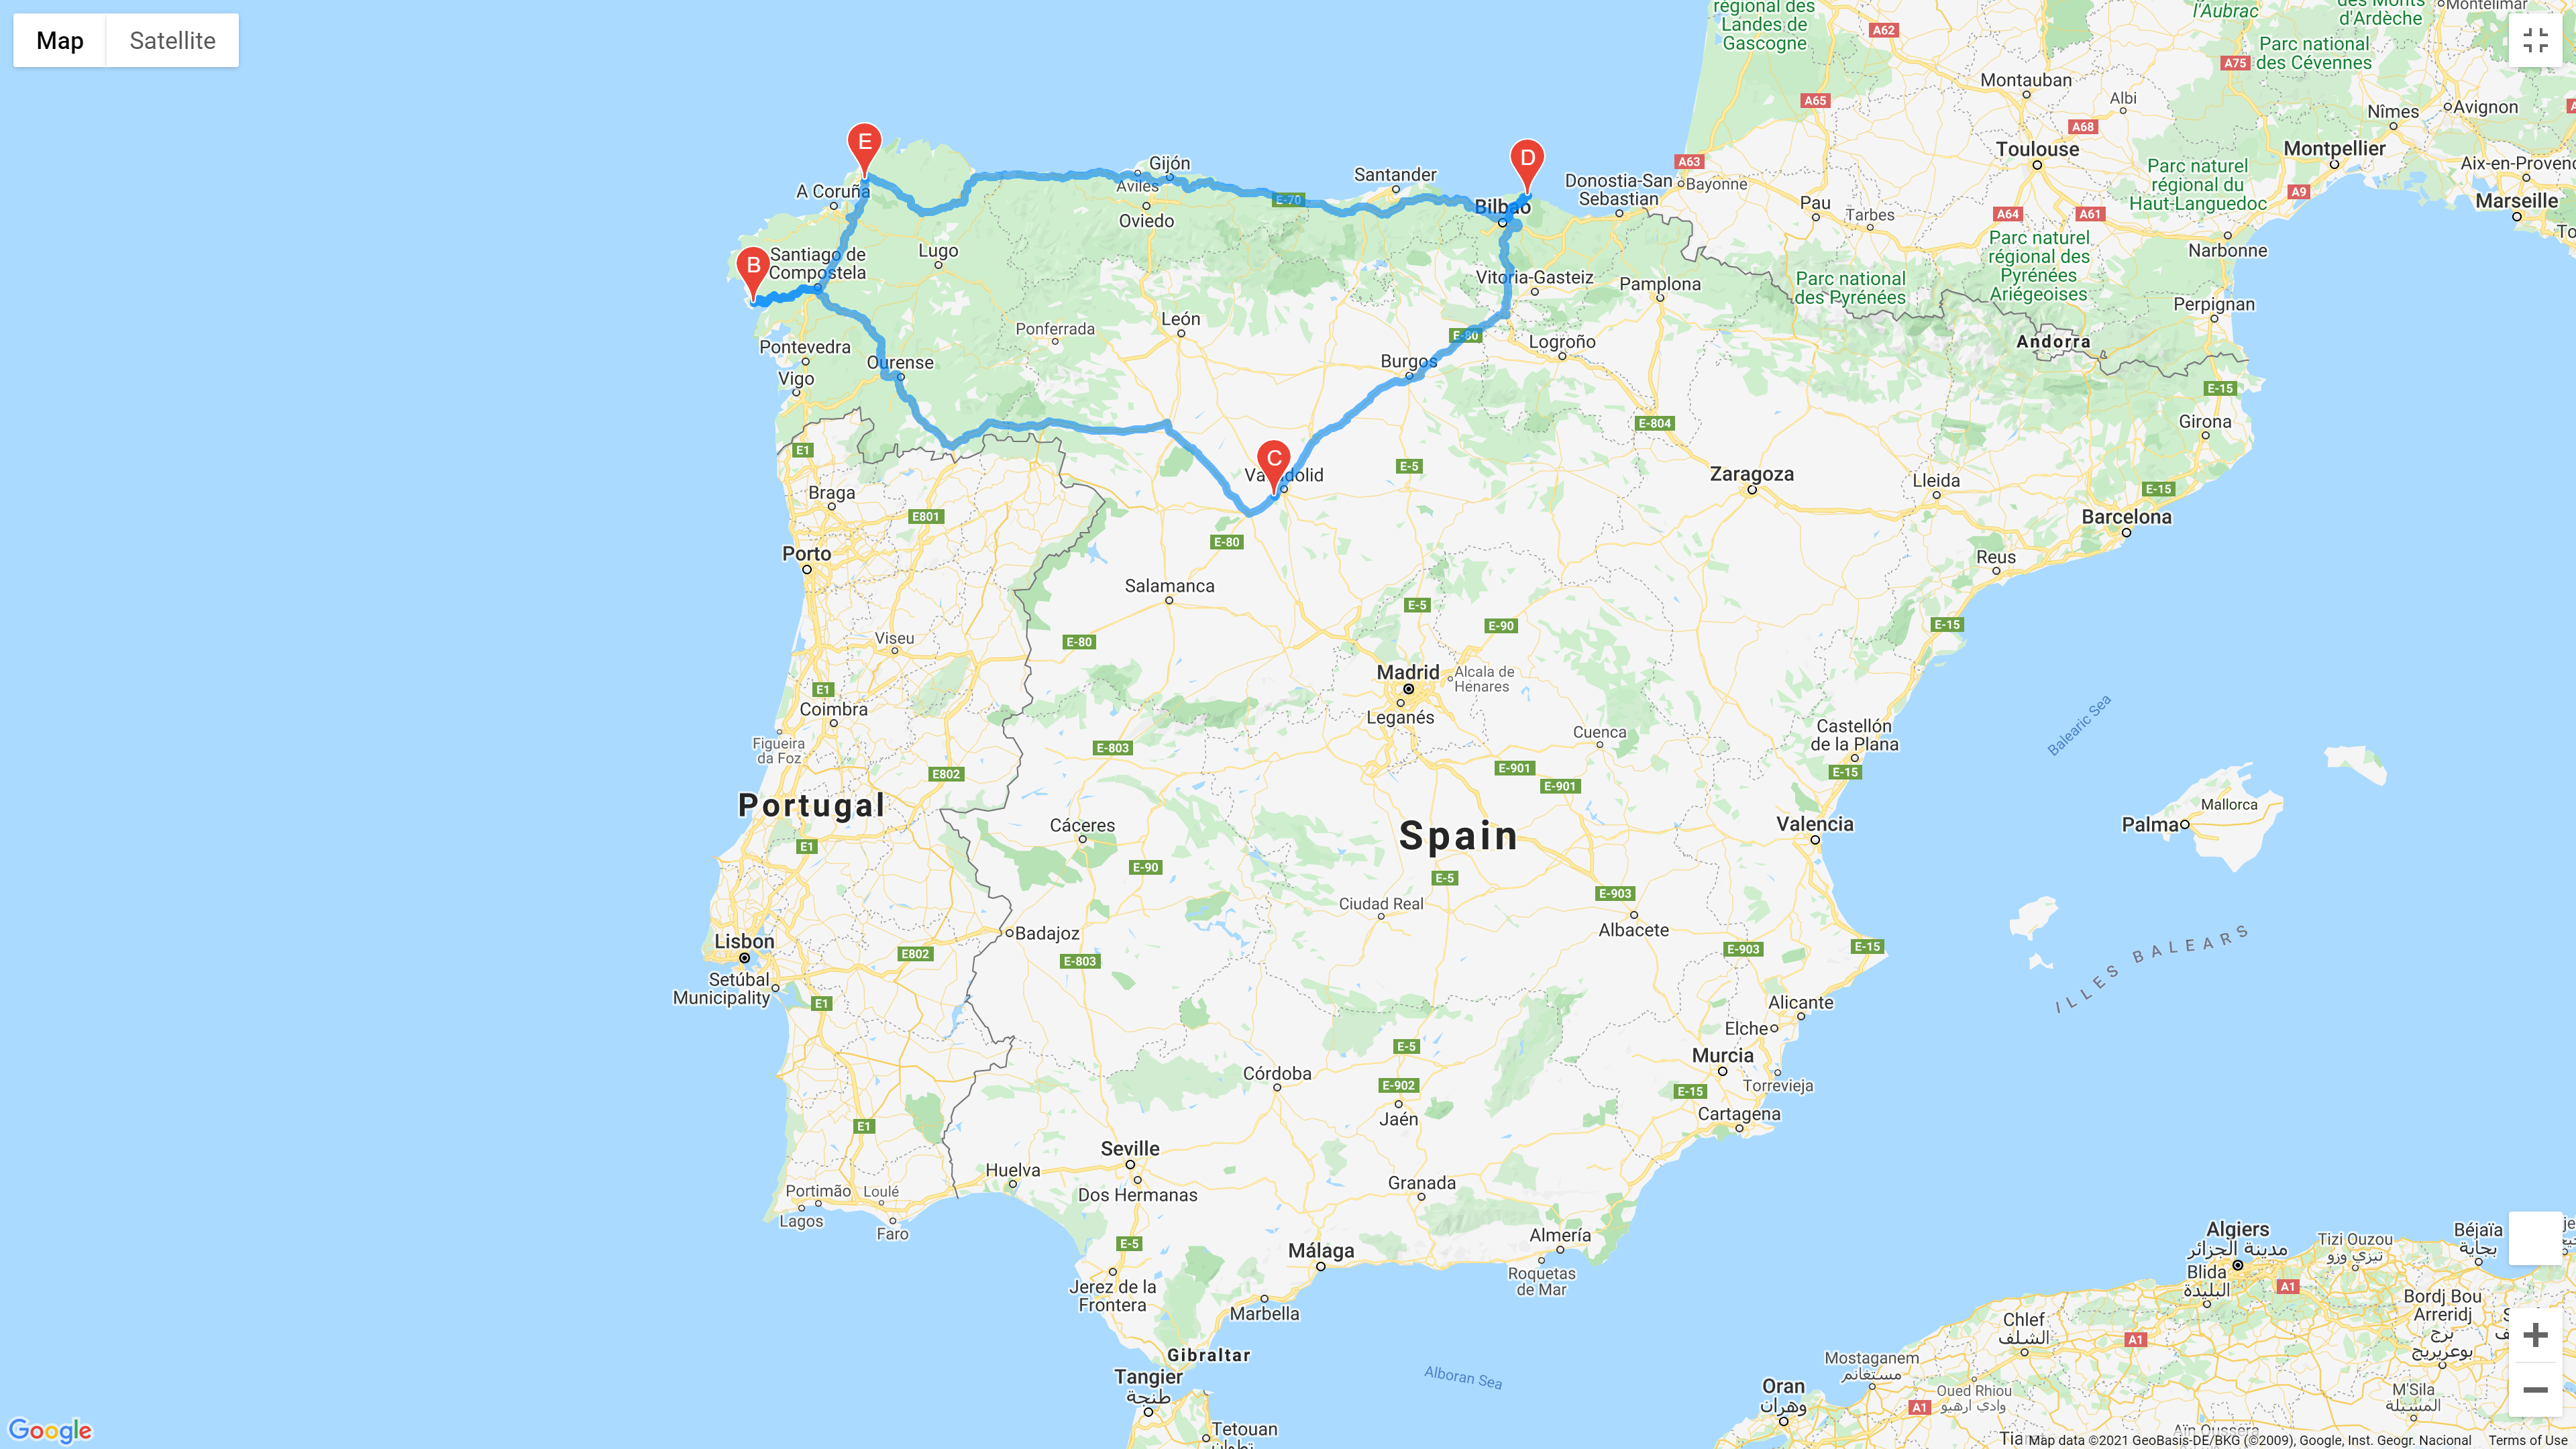 Map
Satellite
régional des
Landes de
Gascogne
A62
l'Aubrac
des Monts
d'Ardèche
Montélimar
Parc national
des Cévennes
A75
Montauban
Albi
Nîmes
Avignon
A65
A68
Toulouse
Montpellier
Aix-en-Provence
Marseille
A63
Bayonne
Donostia-San
Sebastian
Pau
Tarbes
A64
A61
A9
Parc naturel
régional du
Haut-Languedoc
Parc naturel
régional des
Pyrénées
Ariégeoises
Narbonne
Parc national
des Pyrénées
Perpignan
Andorra
E
A Coruña
Gijón
Aviles
Oviedo
E-70
Santander
D
Bilbao
B
Santiago de
Compostela
Lugo
Vitoria-Gasteiz
Pamplona
Pontevedra
Vigo
Ourense
Ponferrada
León
E-80
Burgos
Logroño
E-15
Girona
E-804
E1
Braga
E801
C
Valladolid
E-5
Zaragoza
Lleida
E-15
Barcelona
Reus
Porto
E-80
Salamanca
E-5
E-90
E-15
Viseu
E-80
Madrid
Alcala de
Henares
Leganés
E1
Coimbra
Figueira
da Foz
E-803
Cuenca
Castellón
de la Plana
E-15
Balearic Sea
E802
E-901
E-901
Portugal
Spain
Cáceres
Valencia
Mallorca
Palma
E1
E-90
E-5
E-903
Ciudad Real
Albacete
Badajoz
E-903
E-15
ILLES BALEARS
Lisbon
E802
E-803
Setúbal
Municipality
E1
Alicante
Elche
E-5
Murcia
Córdoba
E-902
E-15
Torrevieja
Jaén
Cartagena
E1
Seville
Huelva
Dos Hermanas
Granada
Portimão
Loulé
Lagos
Faro
E-5
Málaga
Almería
Roquetas
de Mar
Jerez de la
Frontera
Marbella
Gibraltar
Alboran Sea
Tangier
طنجة
Tetouan
تطوان
Algiers
مدينة الجزائر
Tizi Ouzou
تيزي وزو
Béjaïa
بجاية
Blida
البليدة
A1
Bordj Bou
Arreridj
برج
بوعريريج
Chlef
الشلف
A1
Mostaganem
مستغانم
Oued Rhiou
وادي ارهيو
M'Sila
المسيلة
Oran
وهران
A1
Aïn Oussera
Google
Map data ©2021 GeoBasis-DE/BKG (©2009), Google, Inst. Geogr. Nacional
Terms of Use